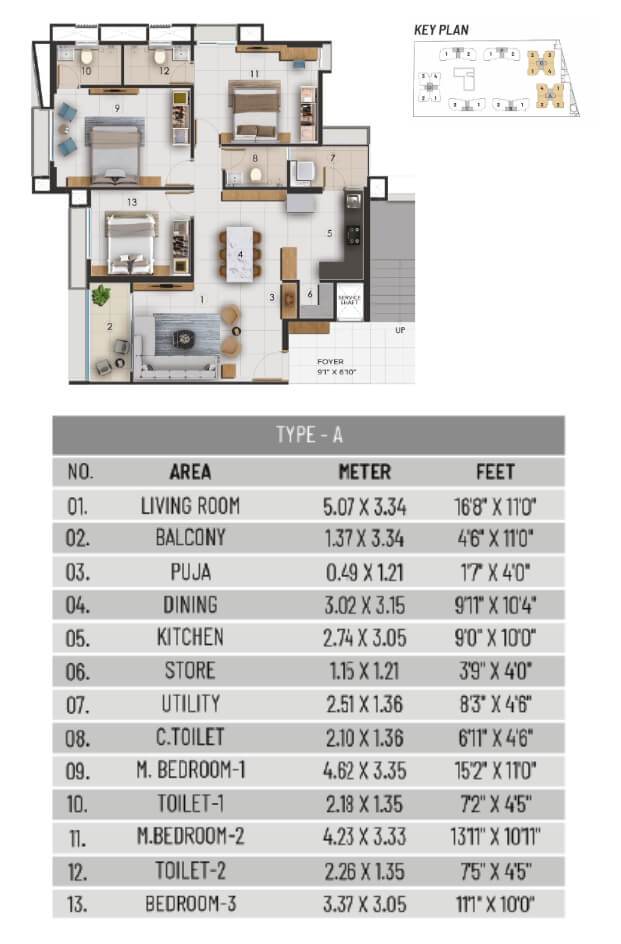 KEY PLAN
10
12
11
9
8
7
13
4
5
1
3
6
2
SERVICE SHAFT
UP
FOYER
9'1" X 6'10"
TYPE - A
NO. AREA METER FEET
01. LIVING ROOM 5.07 X 3.34 16'8" X 11'0"
02. BALCONY 1.37 X 3.34 4'6" X 11'0"
03. PUJA 0.49 X 1.21 1'7" X 4'0"
04. DINING 3.02 X 3.15 9'11" X 10'4"
05. KITCHEN 2.74 X 3.05 9'0" X 10'0"
06. STORE 1.15 X 1.21 3'9" X 4'0"
07. UTILITY 2.51 X 1.36 8'3" X 4'6"
08. C.TOILET 2.10 X 1.36 6'11" X 4'6"
09. M. BEDROOM-1 4.62 X 3.35 15'2" X 11'0"
10. TOILET-1 2.18 X 1.35 7'2" X 4'5"
11. M.BEDROOM-2 4.23 X 3.33 13'11" X 10'11"
12. TOILET-2 2.26 X 1.35 7'5" X 4'5"
13. BEDROOM-3 3.37 X 3.05 11'1" X 10'0"